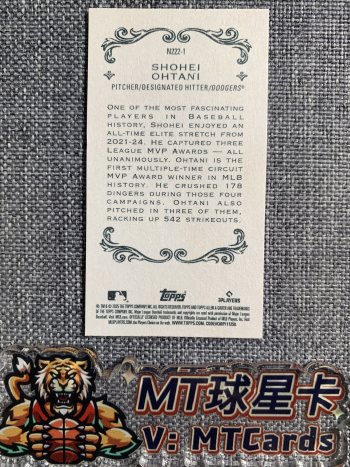 N222-1
SHOHEI
OHTANI
PITCHER/DESIGNATED HITTER/DODGERS®
ONE OF THE MOST FASCINATING
PLAYERS IN BASEBALL
HISTORY, SHOHEI ENJOYED AN
ALL-TIME ELITE STRETCH FROM
2021-24. HE CAPTURED THREE
LEAGUE MVP AWARDS — ALL
UNANIMOUSLY. OHTANI IS THE
FIRST MULTIPLE-TIME CIRCUIT
MVP AWARD WINNER IN MLB
HISTORY. HE CRUSHED 178
DINGERS DURING THOSE
FOUR CAMPAIGNS. OHTANI ALSO
PITCHED IN THREE OF THEM,
RACKING UP 542 STRIKEOUTS.
Topps
PLAYERS
MT球星卡
V: MTCards